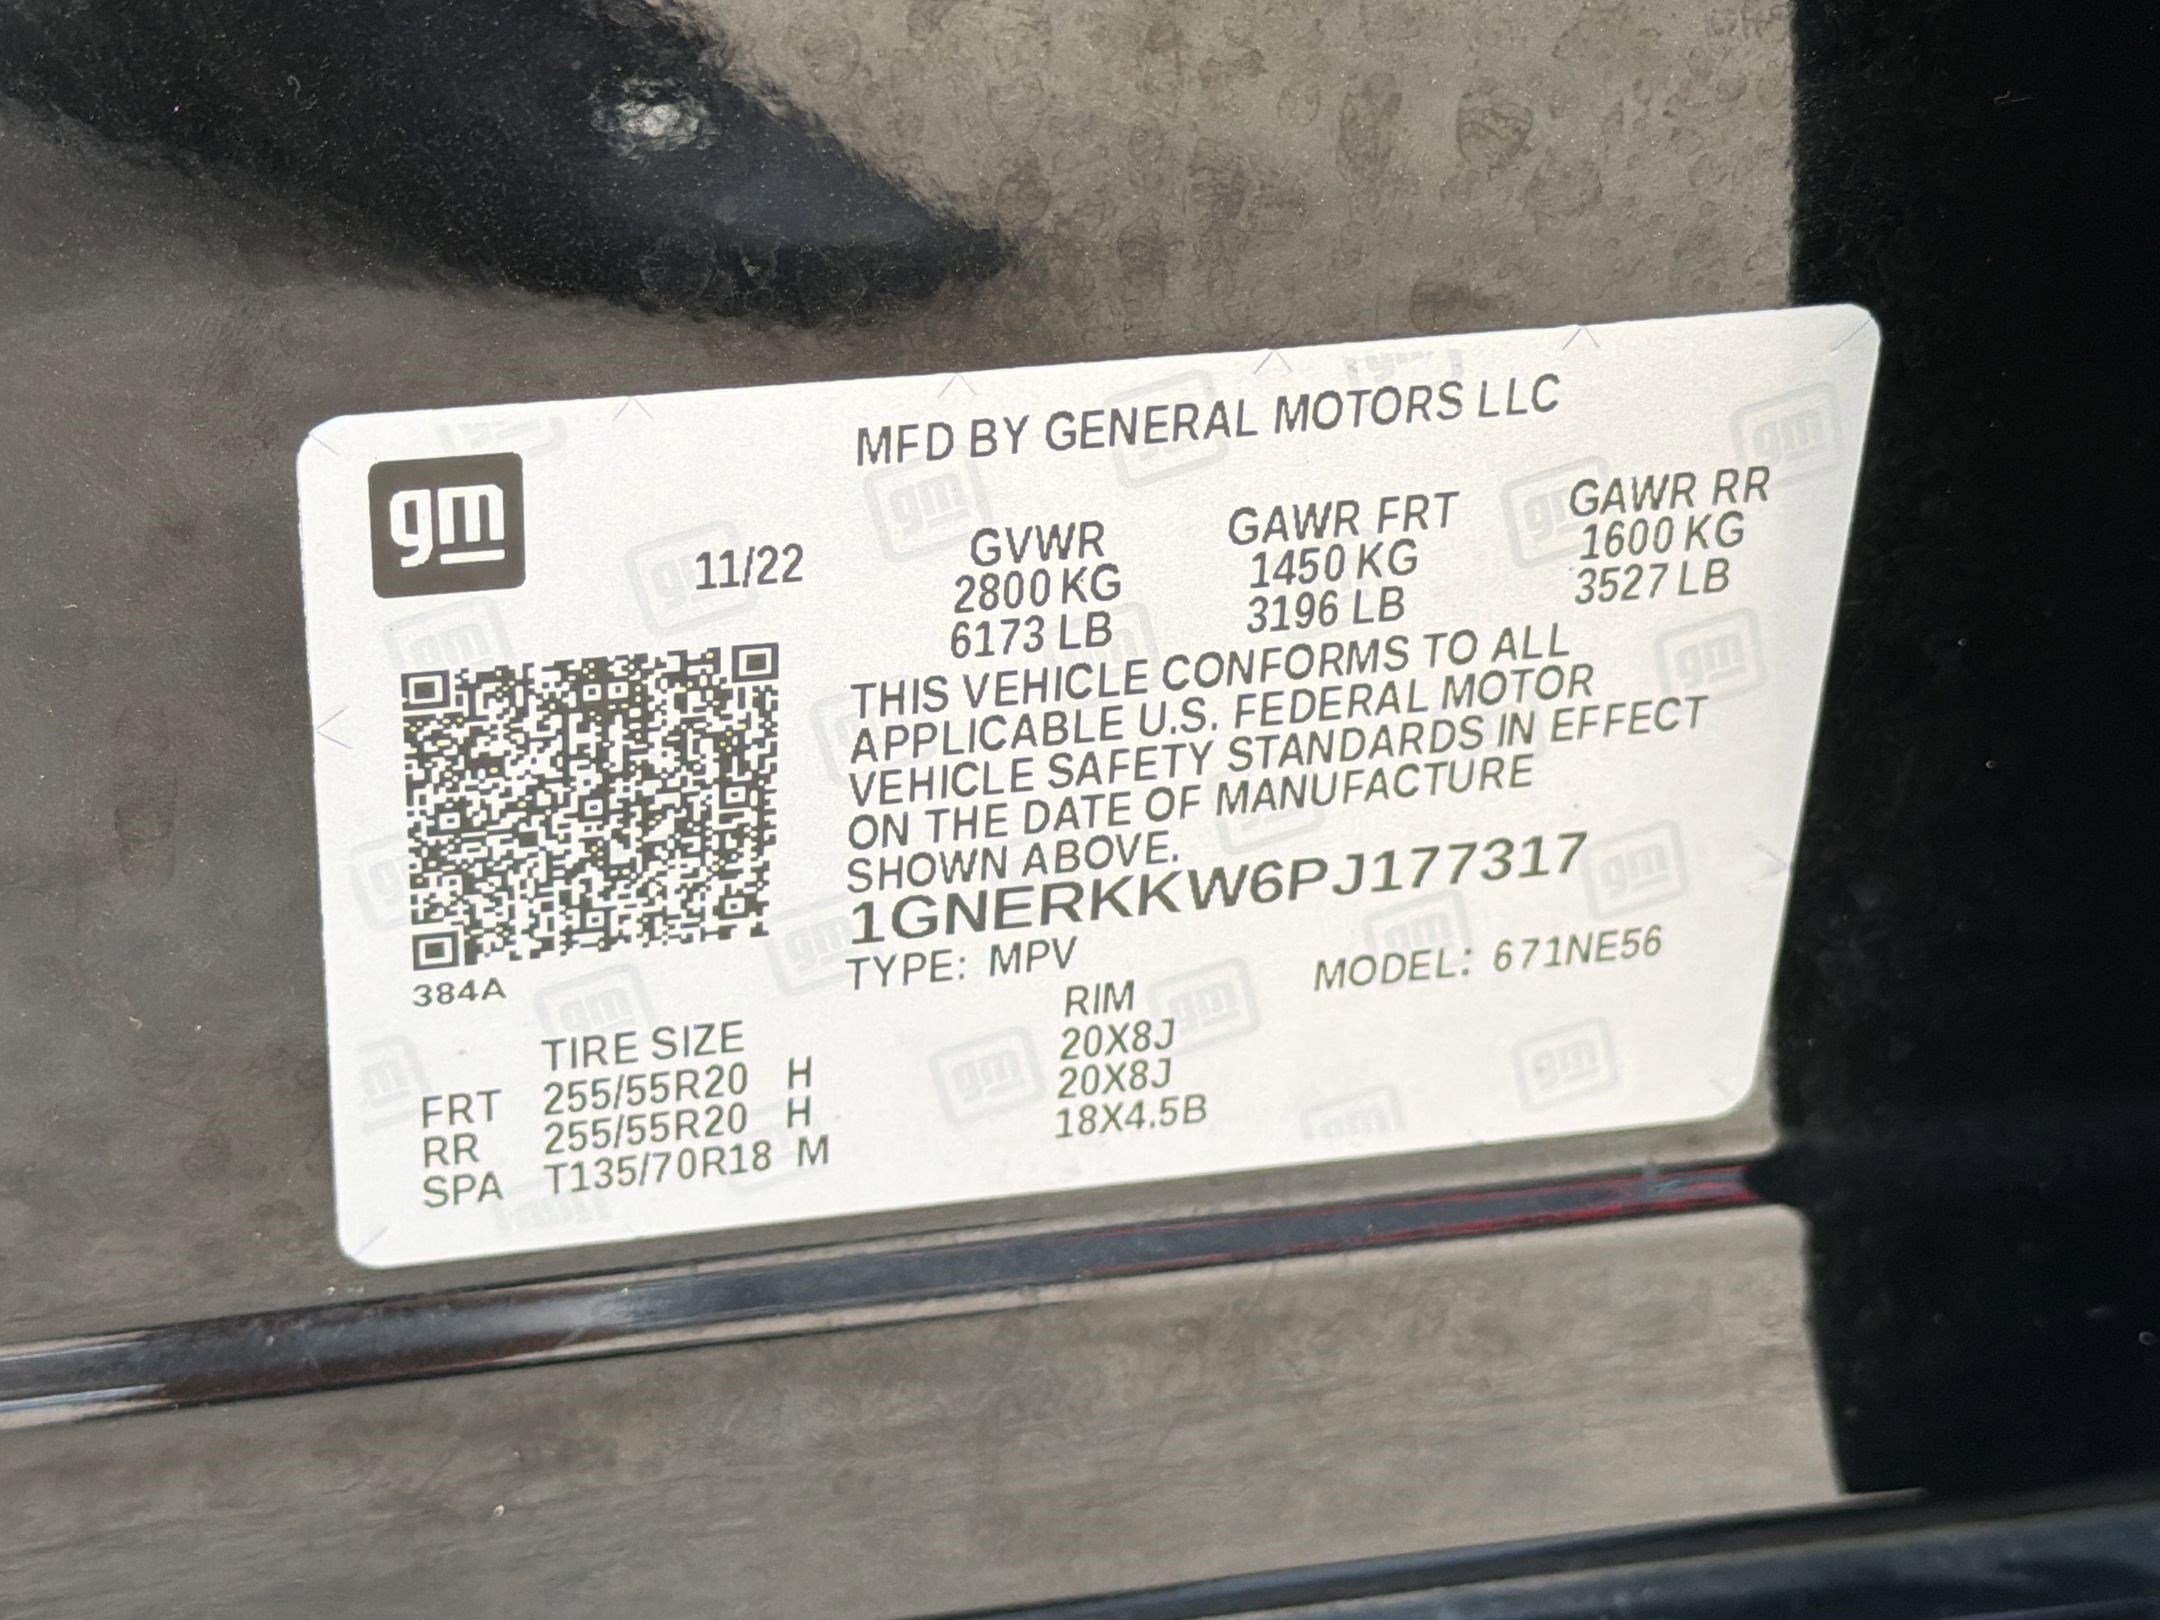 gm
MFD BY GENERAL MOTORS LLC
11/22
GVWR GAWR FRT GAWR RR
2800 KG 1450 KG 1600 KG
6173 LB 3196 LB 3527 LB
THIS VEHICLE CONFORMS TO ALL
APPLICABLE U.S. FEDERAL MOTOR
VEHICLE SAFETY STANDARDS IN EFFECT
ON THE DATE OF MANUFACTURE
SHOWN ABOVE.
1GNERKKW6PJ177317
TYPE: MPV MODEL: 671NE56
384A
TIRE SIZE RIM
FRT 255/55R20 H 20X8J
RR 255/55R20 H 20X8J
SPA T135/70R18 M 18X4.5B